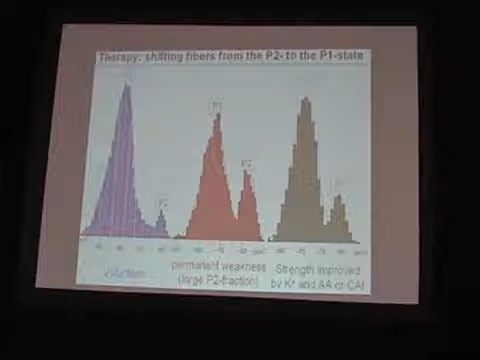 Therapy: shifting fibers from the P2- to the P1-state
P1
P2
volunteers
permanent weakness
(large P2-fraction)
Strength improved
by K+ and AA or CAI